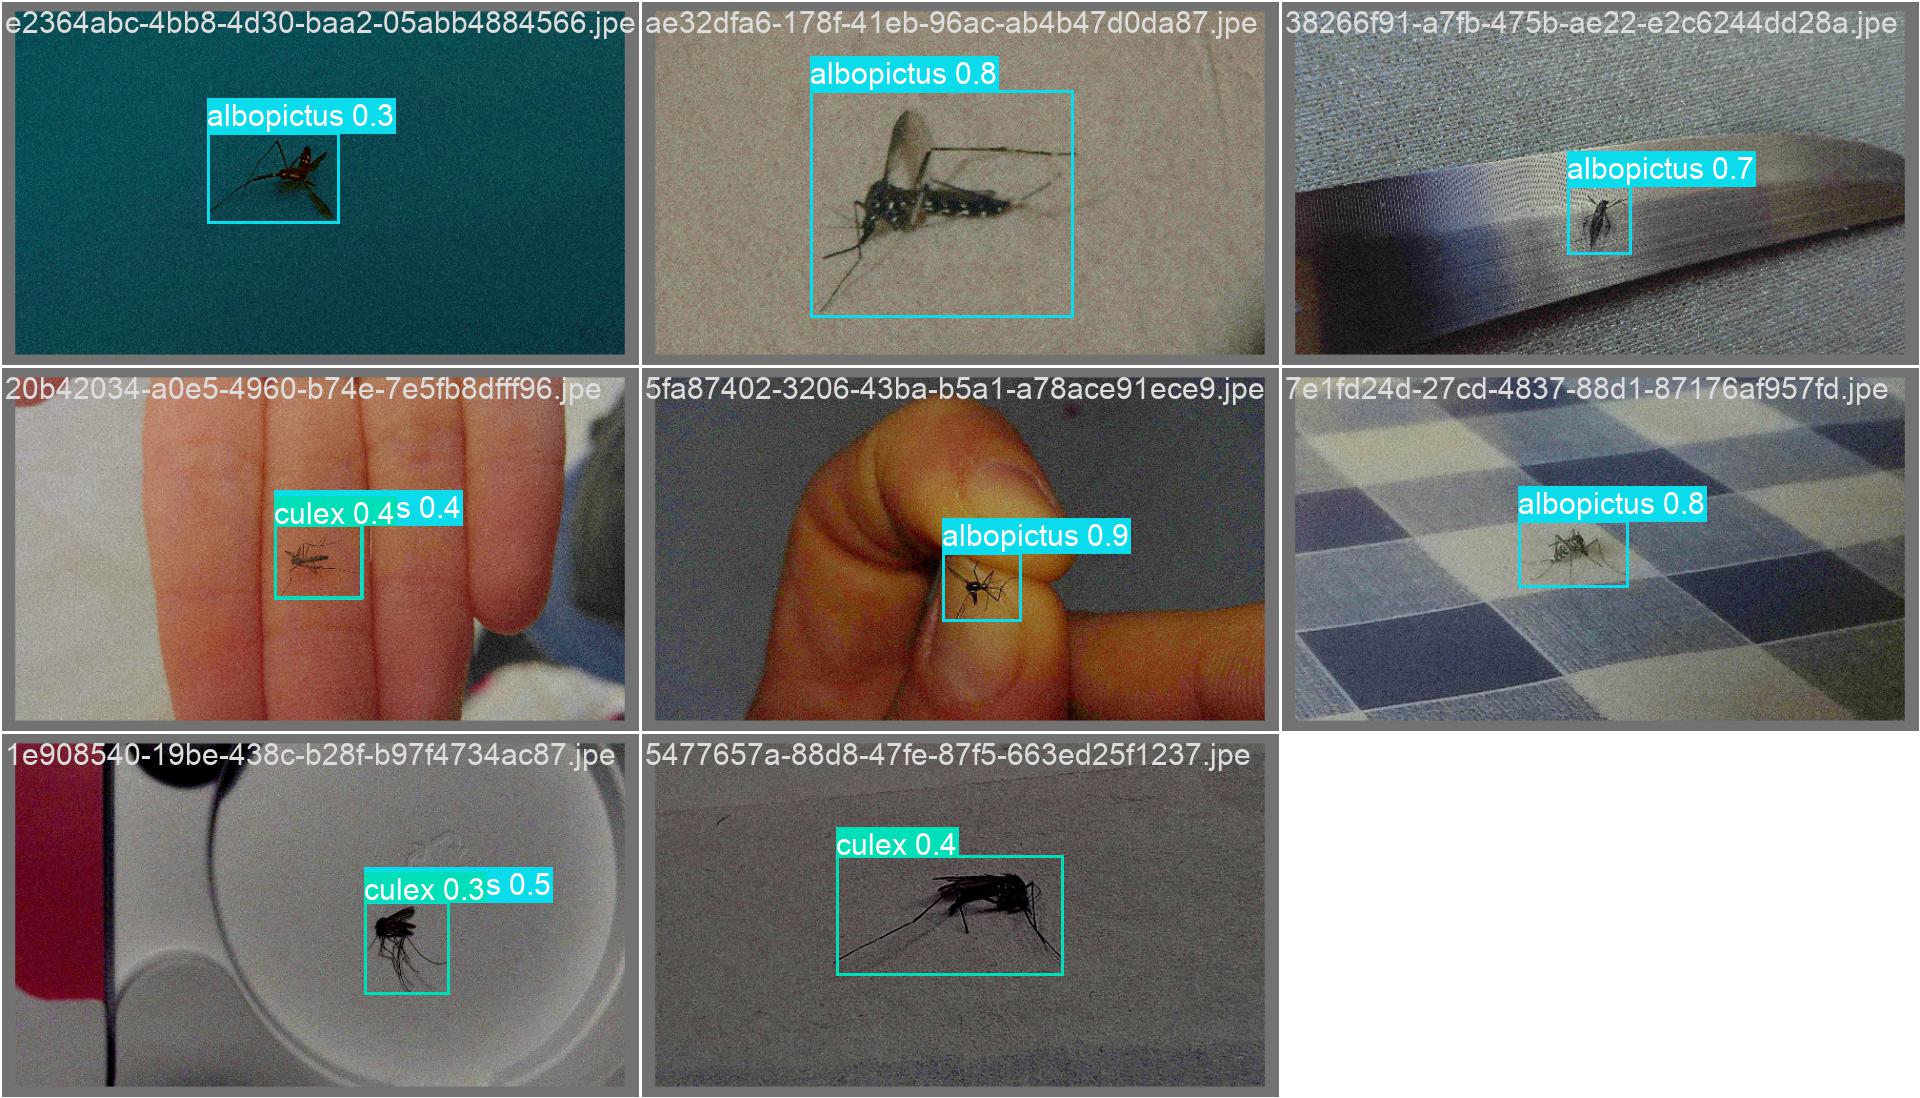 e2364abc-4bb8-4d30-baa2-05abb4884566.jpe
albopictus 0.3
ae32dfa6-178f-41eb-96ac-ab4b47d0da87.jpe
albopictus 0.8
38266f91-a7fb-475b-ae22-e2c6244dd28a.jpe
albopictus 0.7
20b42034-a0e5-4960-b74e-7e5fb8dfff96.jpe
culex 0.4s 0.4
5fa87402-3206-43ba-b5a1-a78ace91ece9.jpe
albopictus 0.9
7e1fd24d-27cd-4837-88d1-87176af957fd.jpe
albopictus 0.8
1e908540-19be-438c-b28f-b97f4734ac87.jpe
culex 0.3s 0.5
5477657a-88d8-47fe-87f5-663ed25f1237.jpe
culex 0.4